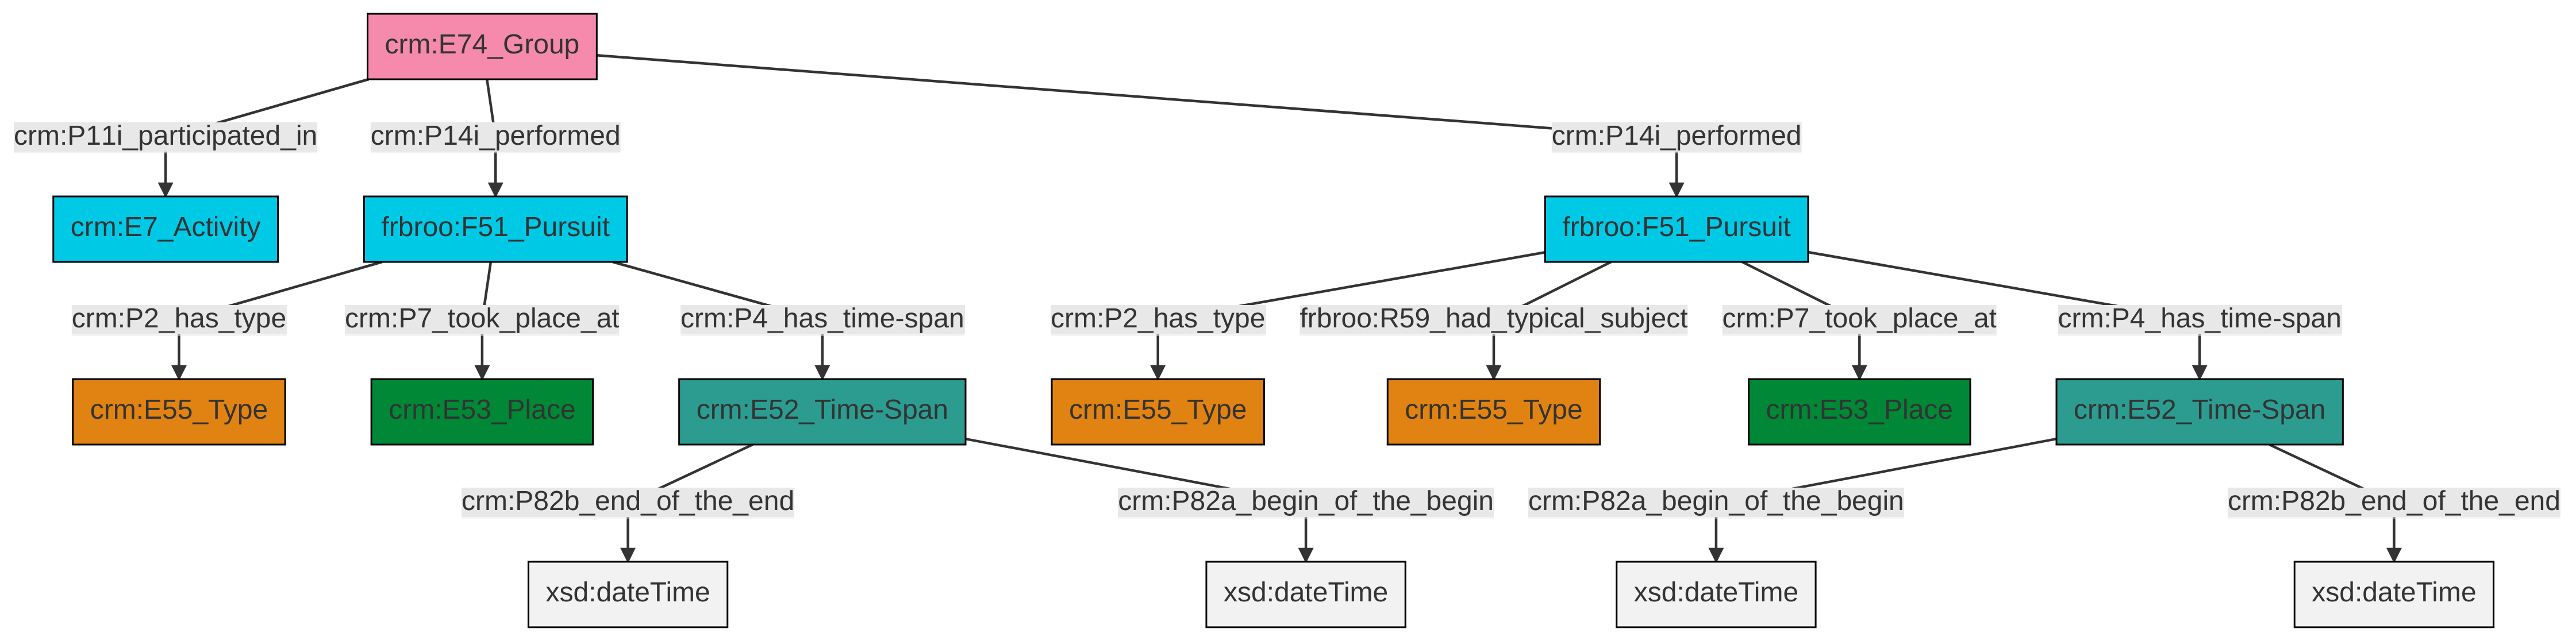 crm:E74_Group
crm:P11i_participated_in
crm:P14i_performed
crm:P14i_performed
crm:E7_Activity
frbroo:F51_Pursuit
frbroo:F51_Pursuit
crm:P2_has_type
crm:P7_took_place_at
crm:P4_has_time-span
crm:P2_has_type
frbroo:R59_had_typical_subject
crm:P7_took_place_at
crm:P4_has_time-span
crm:E55_Type
crm:E53_Place
crm:E52_Time-Span
crm:E55_Type
crm:E55_Type
crm:E53_Place
crm:E52_Time-Span
crm:P82b_end_of_the_end
crm:P82a_begin_of_the_begin
crm:P82a_begin_of_the_begin
crm:P82b_end_of_the_end
xsd:dateTime
xsd:dateTime
xsd:dateTime
xsd:dateTime